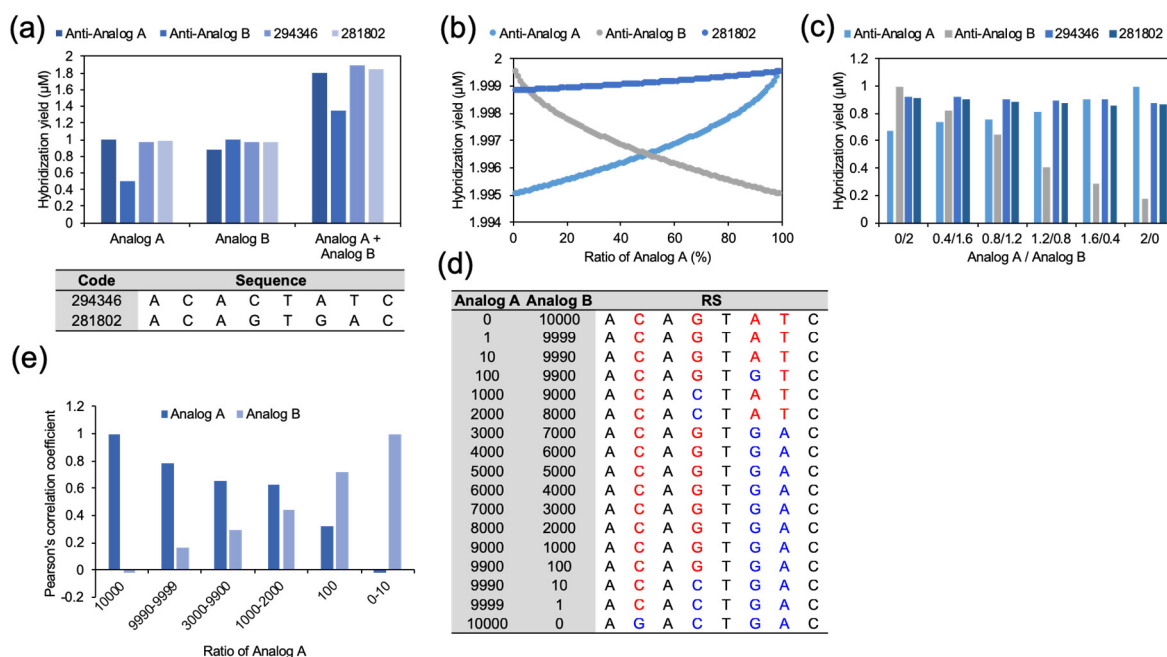 (a)
Anti-Analog A Anti-Analog B 294346 281802
Hybridization yield (µM)
2
1.8
1.6
1.4
1.2
1
0.8
0.6
0.4
0.2
0
Analog A Analog B Analog A +
Analog B
Code Sequence
294346 A C A C T A T C
281802 A C A G T G A C
(b)
Anti-Analog A Anti-Analog B 281802
Hybridization yield (µM)
2
1.999
1.998
1.997
1.996
1.995
1.994
0 20 40 60 80 100
Ratio of Analog A (%)
(c)
Anti-Analog A Anti-Analog B 294346 281802
Hybridization yield (µM)
2
1.8
1.6
1.4
1.2
1
0.8
0.6
0.4
0.2
0
0/2 0.4/1.6 0.8/1.2 1.2/0.8 1.6/0.4 2/0
Analog A / Analog B
(d)
Analog A Analog B RS
0 10000 A C A G T A T C
1 9999 A C A G T A T C
10 9990 A C A G T A T C
100 9900 A C A G T G T C
1000 9000 A C A C T A T C
2000 8000 A C A C T A T C
3000 7000 A C A G T G A C
4000 6000 A C A G T G A C
5000 5000 A C A G T G A C
6000 4000 A C A G T G A C
7000 3000 A C A G T G A C
8000 2000 A C A G T G A C
9000 1000 A C A G T G A C
9900 100 A C A G T G A C
9990 10 A C A C T G A C
9999 1 A C A C T G A C
10000 0 A G A C T G A C
(e)
Analog A Analog B
Pearson's correlation coefficient
1.2
1
0.8
0.6
0.4
0.2
0
-0.2
10000 9990-9999 3000-9900 1000-2000 100 0-10
Ratio of Analog A